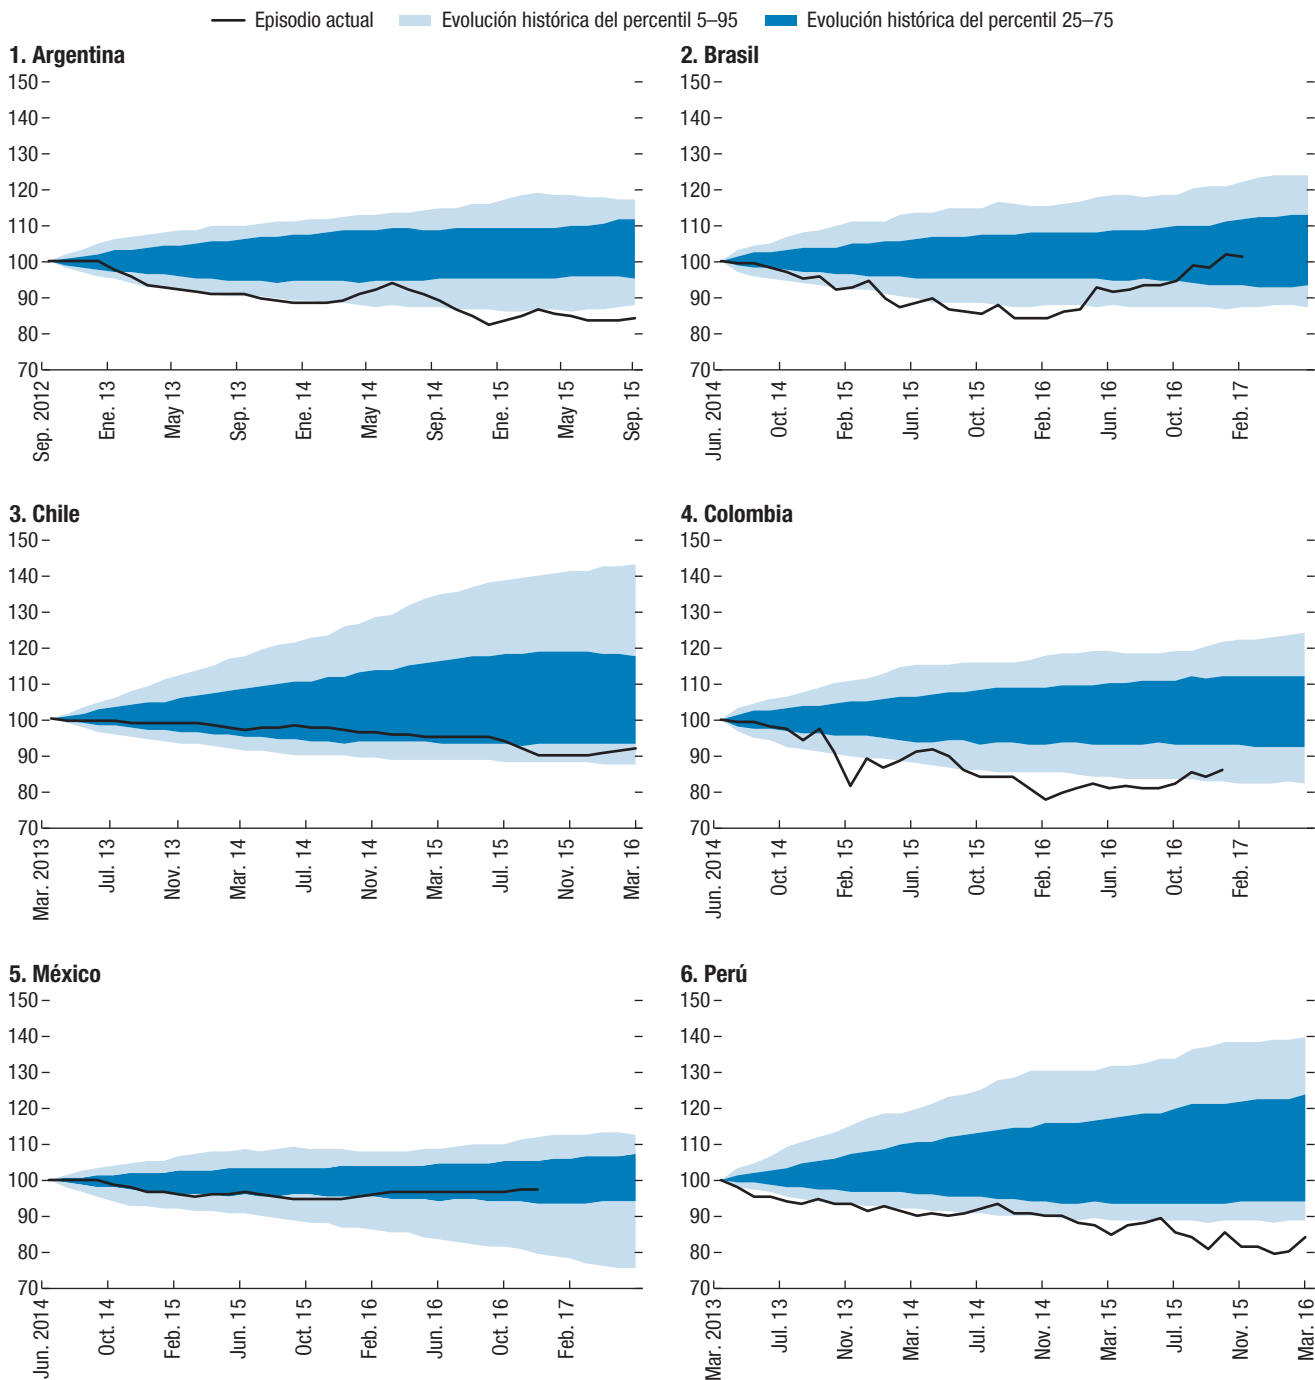 Episodio actual Evolución histórica del percentil 5–95 Evolución histórica del percentil 25–75
1. Argentina
150
140
130
120
110
100
90
80
70
Sep. 2012
Ene. 13
May 13
Sep. 13
Ene. 14
May 14
Sep. 14
Ene. 15
May 15
Sep. 15
2. Brasil
150
140
130
120
110
100
90
80
70
Jun. 2014
Oct. 14
Feb. 15
Jun. 15
Oct. 15
Feb. 16
Jun. 16
Oct. 16
Feb. 17
3. Chile
150
140
130
120
110
100
90
80
70
Mar. 2013
Jul. 13
Nov. 13
Mar. 14
Jul. 14
Nov. 14
Mar. 15
Jul. 15
Nov. 15
Mar. 16
4. Colombia
150
140
130
120
110
100
90
80
70
Jun. 2014
Oct. 14
Feb. 15
Jun. 15
Oct. 15
Feb. 16
Jun. 16
Oct. 16
Feb. 17
5. México
150
140
130
120
110
100
90
80
70
Jun. 2014
Oct. 14
Feb. 15
Jun. 15
Oct. 15
Feb. 16
Jun. 16
Oct. 16
Feb. 17
6. Perú
150
140
130
120
110
100
90
80
70
Mar. 2013
Jul. 13
Nov. 13
Mar. 14
Jul. 14
Nov. 14
Mar. 15
Jul. 15
Nov. 15
Mar. 16